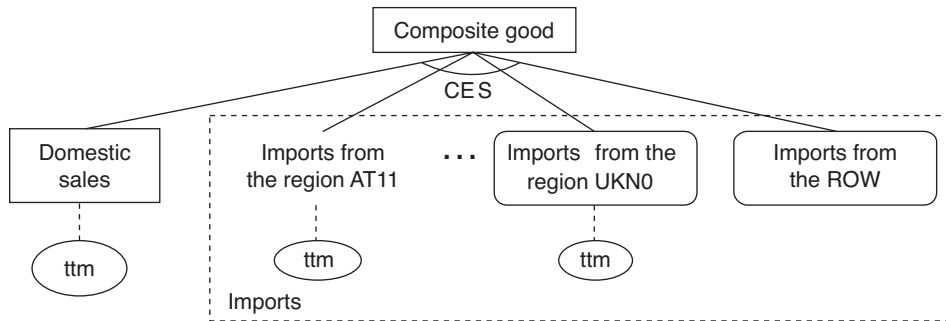 Composite good
CES
Domestic
sales
Imports from
the region AT11
...
Imports from the
region UKN0
Imports from
the ROW
ttm
ttm
ttm
Imports